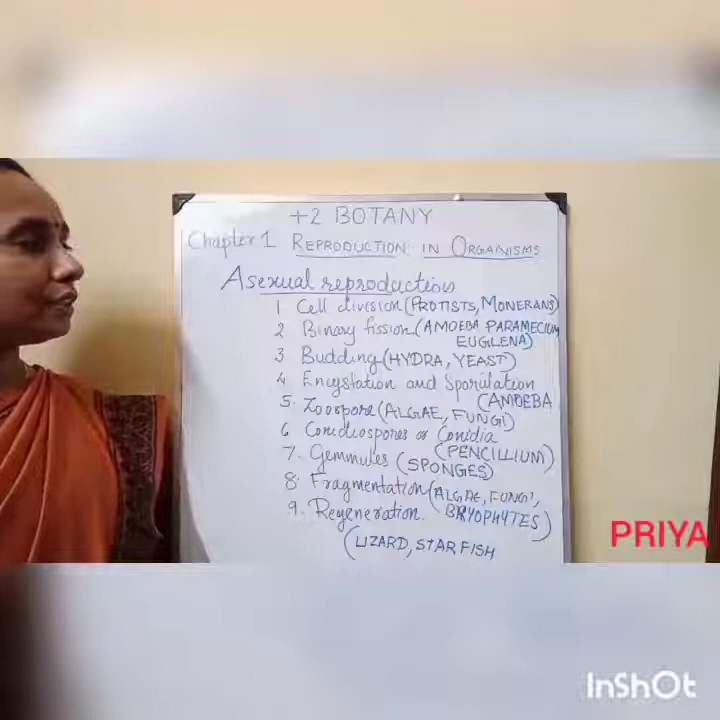 +2 BOTANY
Chapter 1 REPRODUCTION IN ORGANISMS
Asexual reproduction
1 Cell division (PROTISTS, MONERANS)
2 Binary fission (AMOEBA PARAMECIUM
EUGLENA)
3 Budding (HYDRA, YEAST)
4 Encystation and Sporulation
(AMOEBA
5. Zoospore (ALGAE, FUNGI)
6 Conidiospores or Conidia
(PENCILLIUM)
7. Gemmules (SPONGES)
8. Fragmentation (ALGAE, FUNGI,
BRYOPHYTES)
9. Regeneration.
(LIZARD, STAR FISH
PRIYA
InShOt